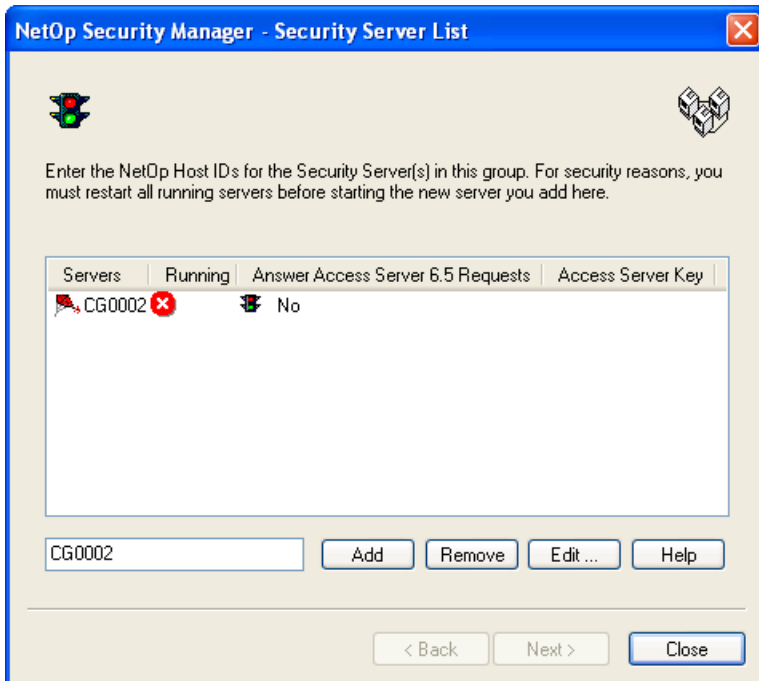 NetOp Security Manager - Security Server List
Enter the NetOp Host IDs for the Security Server(s) in this group. For security reasons, you
must restart all running servers before starting the new server you add here.
Servers Running Answer Access Server 6.5 Requests Access Server Key
CG0002 No
CG0002 Add Remove Edit ... Help
< Back Next > Close